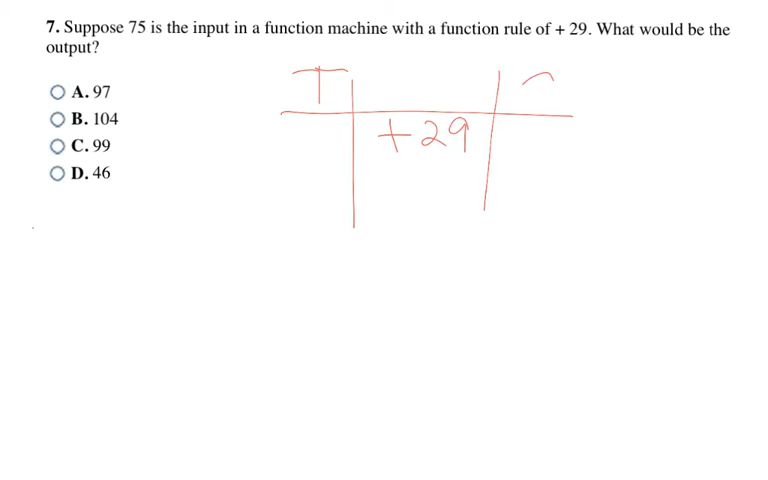 7. Suppose 75 is the input in a function machine with a function rule of + 29. What would be the
output?
A. 97
B. 104
C. 99
D. 46
+29